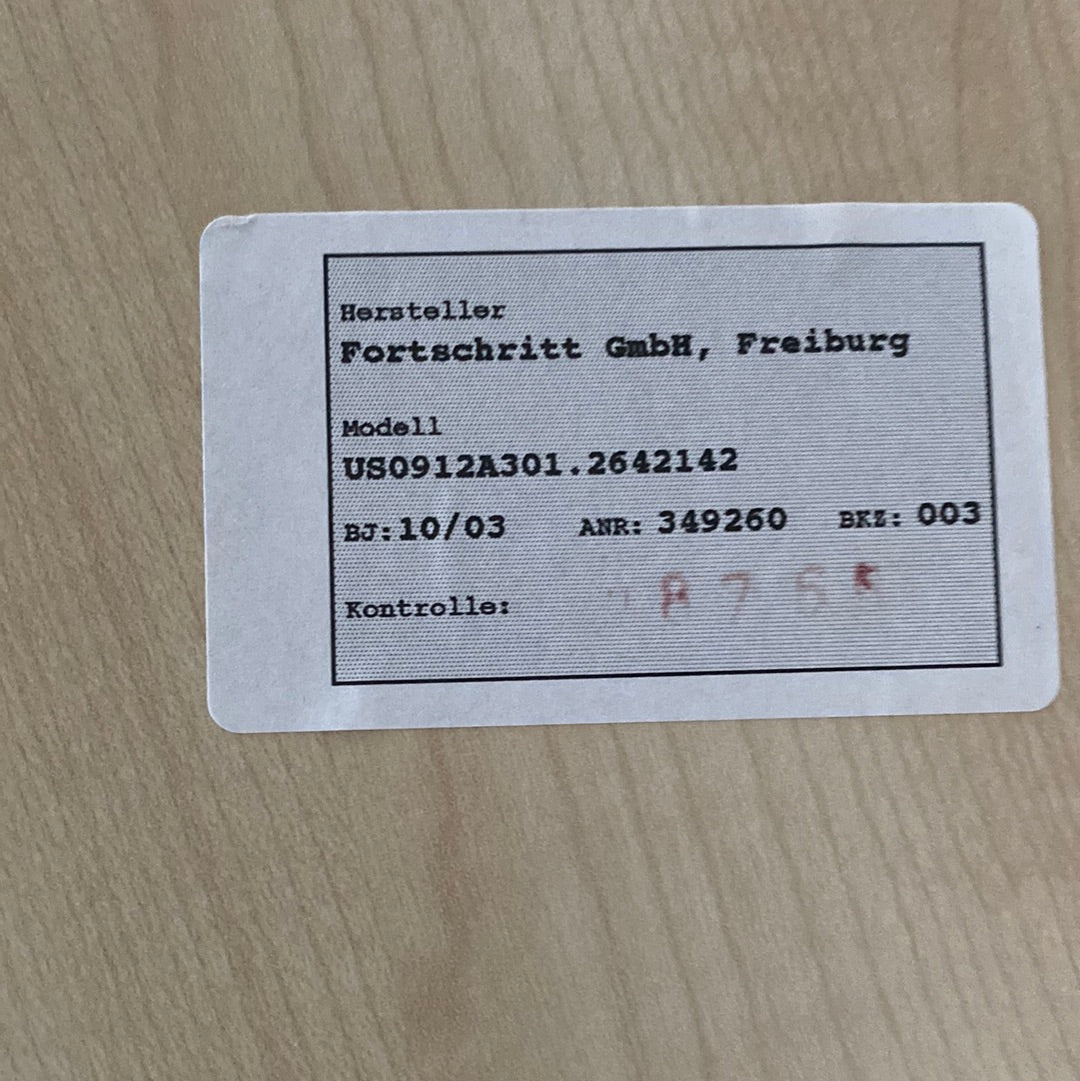 Hersteller
Fortschritt GmbH, Freiburg
Modell
US0912A301.2642142
BJ:10/03 ANR: 349260 BKZ: 003
Kontrolle: